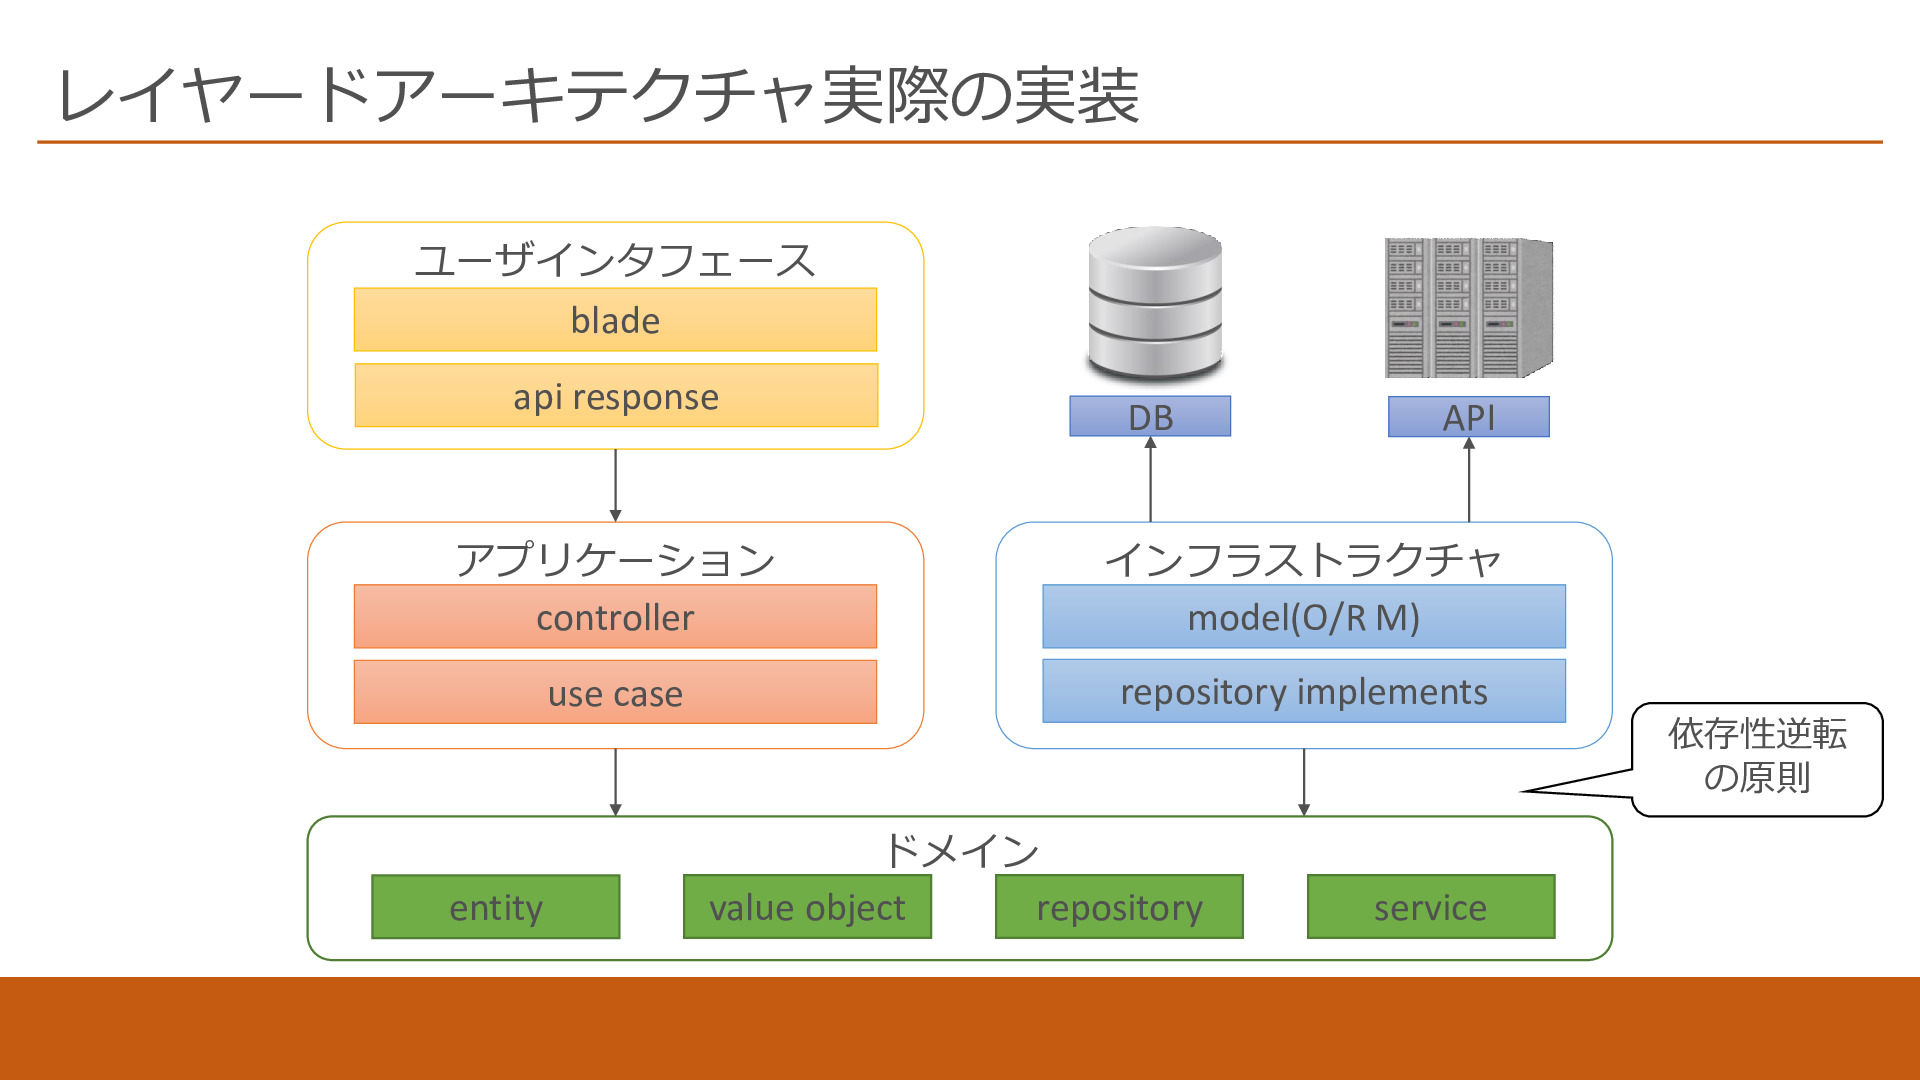 レイヤードアーキテクチャ実際の実装
ユーザインタフェース
blade
api response
DB
API
アプリケーション
controller
use case
インフラストラクチャ
model(O/R M)
repository implements
依存性逆転
の原則
ドメイン
entity
value object
repository
service